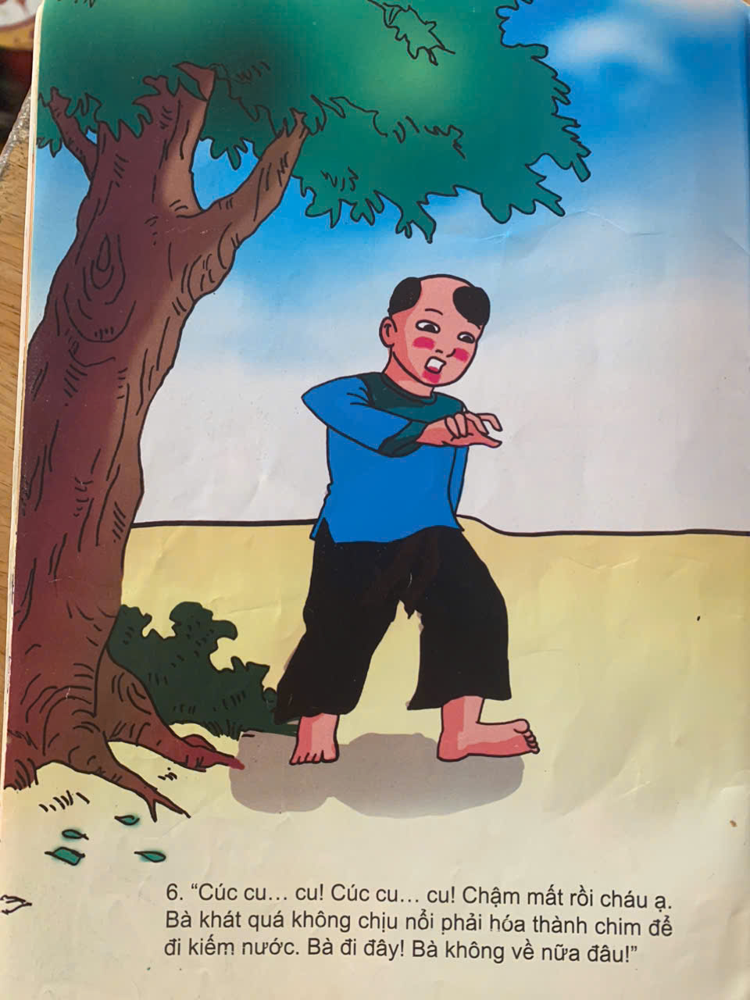 6. “Cúc cu... cu! Cúc cu... cu! Chậm mất rồi cháu ạ.
Bà khát quá không chịu nổi phải hóa thành chim để
đi kiếm nước. Bà đi đây! Bà không về nữa đâu!”